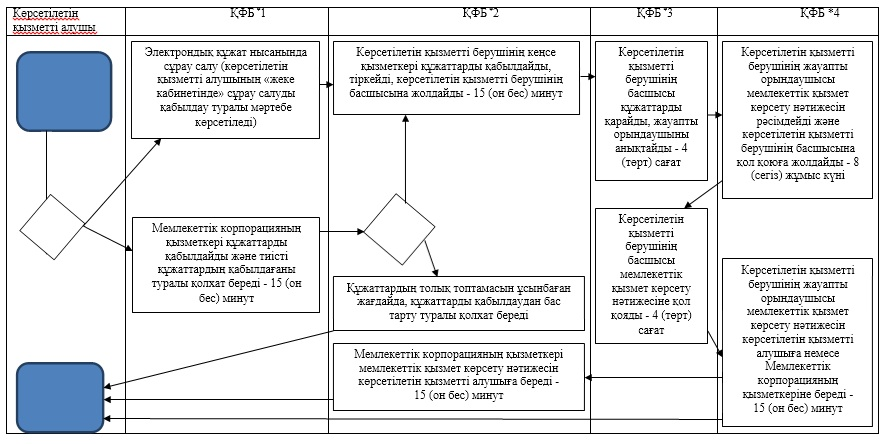 Көрсетілетін
қызметті алушы
ҚФБ *1
ҚФБ *2
ҚФБ *3
ҚФБ *4
Электрондық құжат нысанында
сұрау салу (көрсетілетін
қызметті алушының «жеке
кабинетінде» сұрау салуды
қабылдау туралы мәртебе
көрсетіледі)
Мемлекеттік корпорацияның
қызметкері құжаттарды
қабылдайды және тиісті
құжаттардың қабылдағаны
туралы қолхат береді - 15 (он
бес) минут
Көрсетілетін қызметті берушінің кеңсе
қызметкері құжаттарды қабылдайды,
тіркейді, көрсетілетін қызметті берушінің
басшысына жолдайды - 15 (он бес) минут
Құжаттардың толық топтамасын ұсынбаған
жағдайда, құжаттарды қабылдаудан бас
тарту туралы қолхат береді
Мемлекеттік корпорацияның қызметкері
мемлекеттік қызмет көрсету нәтижесін
көрсетілетін қызметті алушыға береді -
15 (он бес) минут
Көрсетілетін
қызметті
берушінің
басшысы
құжаттарды
қарайды, жауапты
орындаушыны
анықтайды - 4
(төрт) сағат
Көрсетілетін
қызметті
берушінің
басшысы
мемлекеттік
қызмет көрсету
нәтижесіне қол
қояды - 4 (төрт)
сағат
Көрсетілетін қызметті
берушінің жауапты
орындаушысы
мемлекеттік қызмет
көрсету нәтижесін
рәсімдейді және
көрсетілетін қызметті
берушінің басшысына
қол қоюға жолдайды - 8
(сегіз) жұмыс күні
Көрсетілетін қызметті
берушінің жауапты
орындаушысы
мемлекеттік қызмет
көрсету нәтижесін
көрсетілетін қызметті
алушыға немесе
Мемлекеттік
корпорацияның
қызметкеріне береді -
15 (он бес) минут